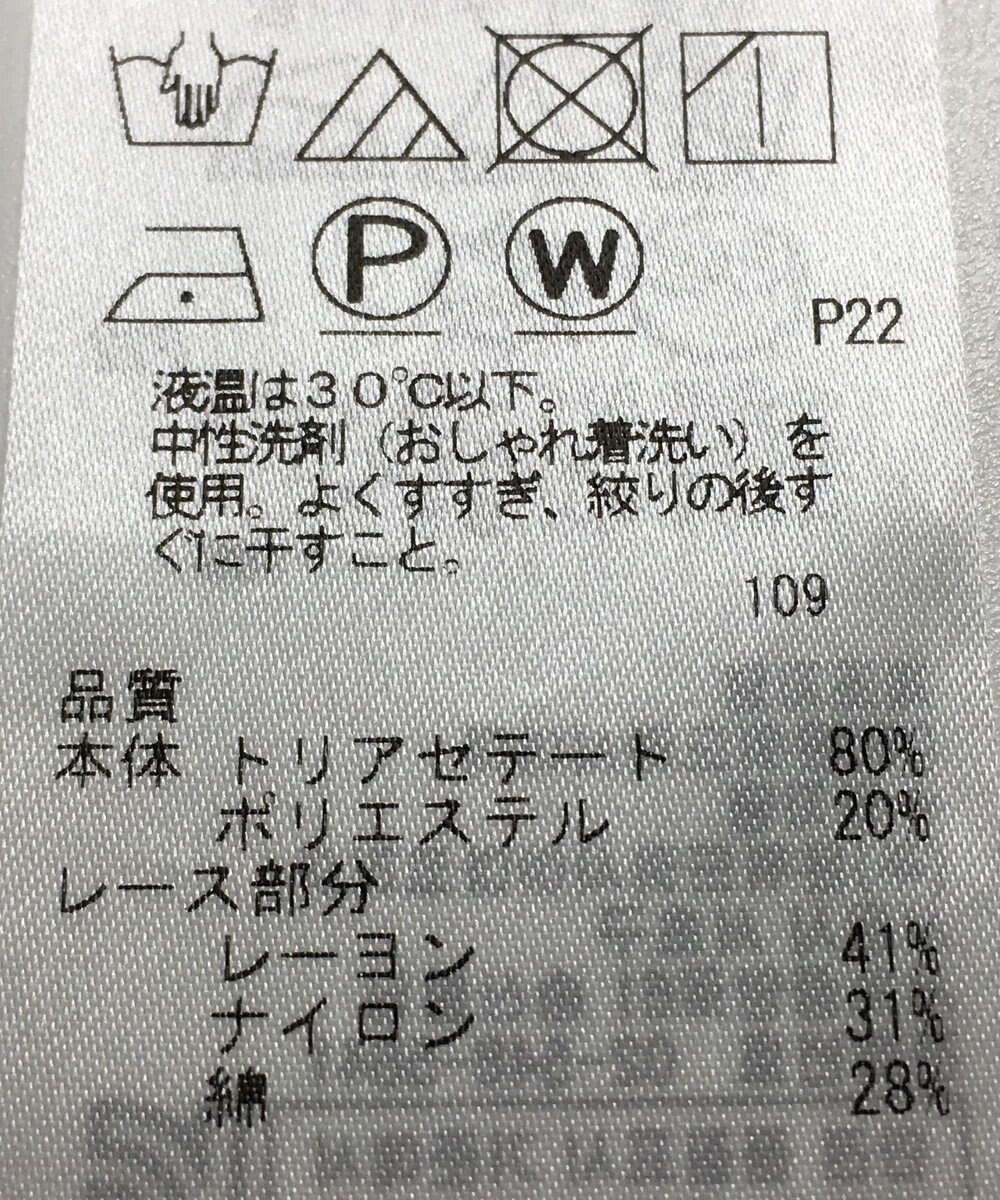 P W
P22
液温は30℃以下。
中性洗剤（おしゃれ着洗い）を
使用。よくすすぎ、絞りの後す
ぐに干すこと。
109
品質
本体 トリアセテート 80%
ポリエステル 20%
レース部分
レーヨン 41%
ナイロン 31%
綿 28%